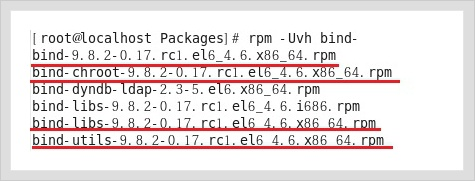 [root@localhost Packages]# rpm -Uvh bind-
bind-9.8.2-0.17.rc1.el6_4.6.x86_64.rpm
bind-chroot-9.8.2-0.17.rc1.el6_4.6.x86_64.rpm
bind-dyndb-ldap-2.3-5.el6.x86_64.rpm
bind-libs-9.8.2-0.17.rc1.el6_4.6.i686.rpm
bind-libs-9.8.2-0.17.rc1.el6_4.6.x86_64.rpm
bind-utils-9.8.2-0.17.rc1.el6_4.6.x86_64.rpm